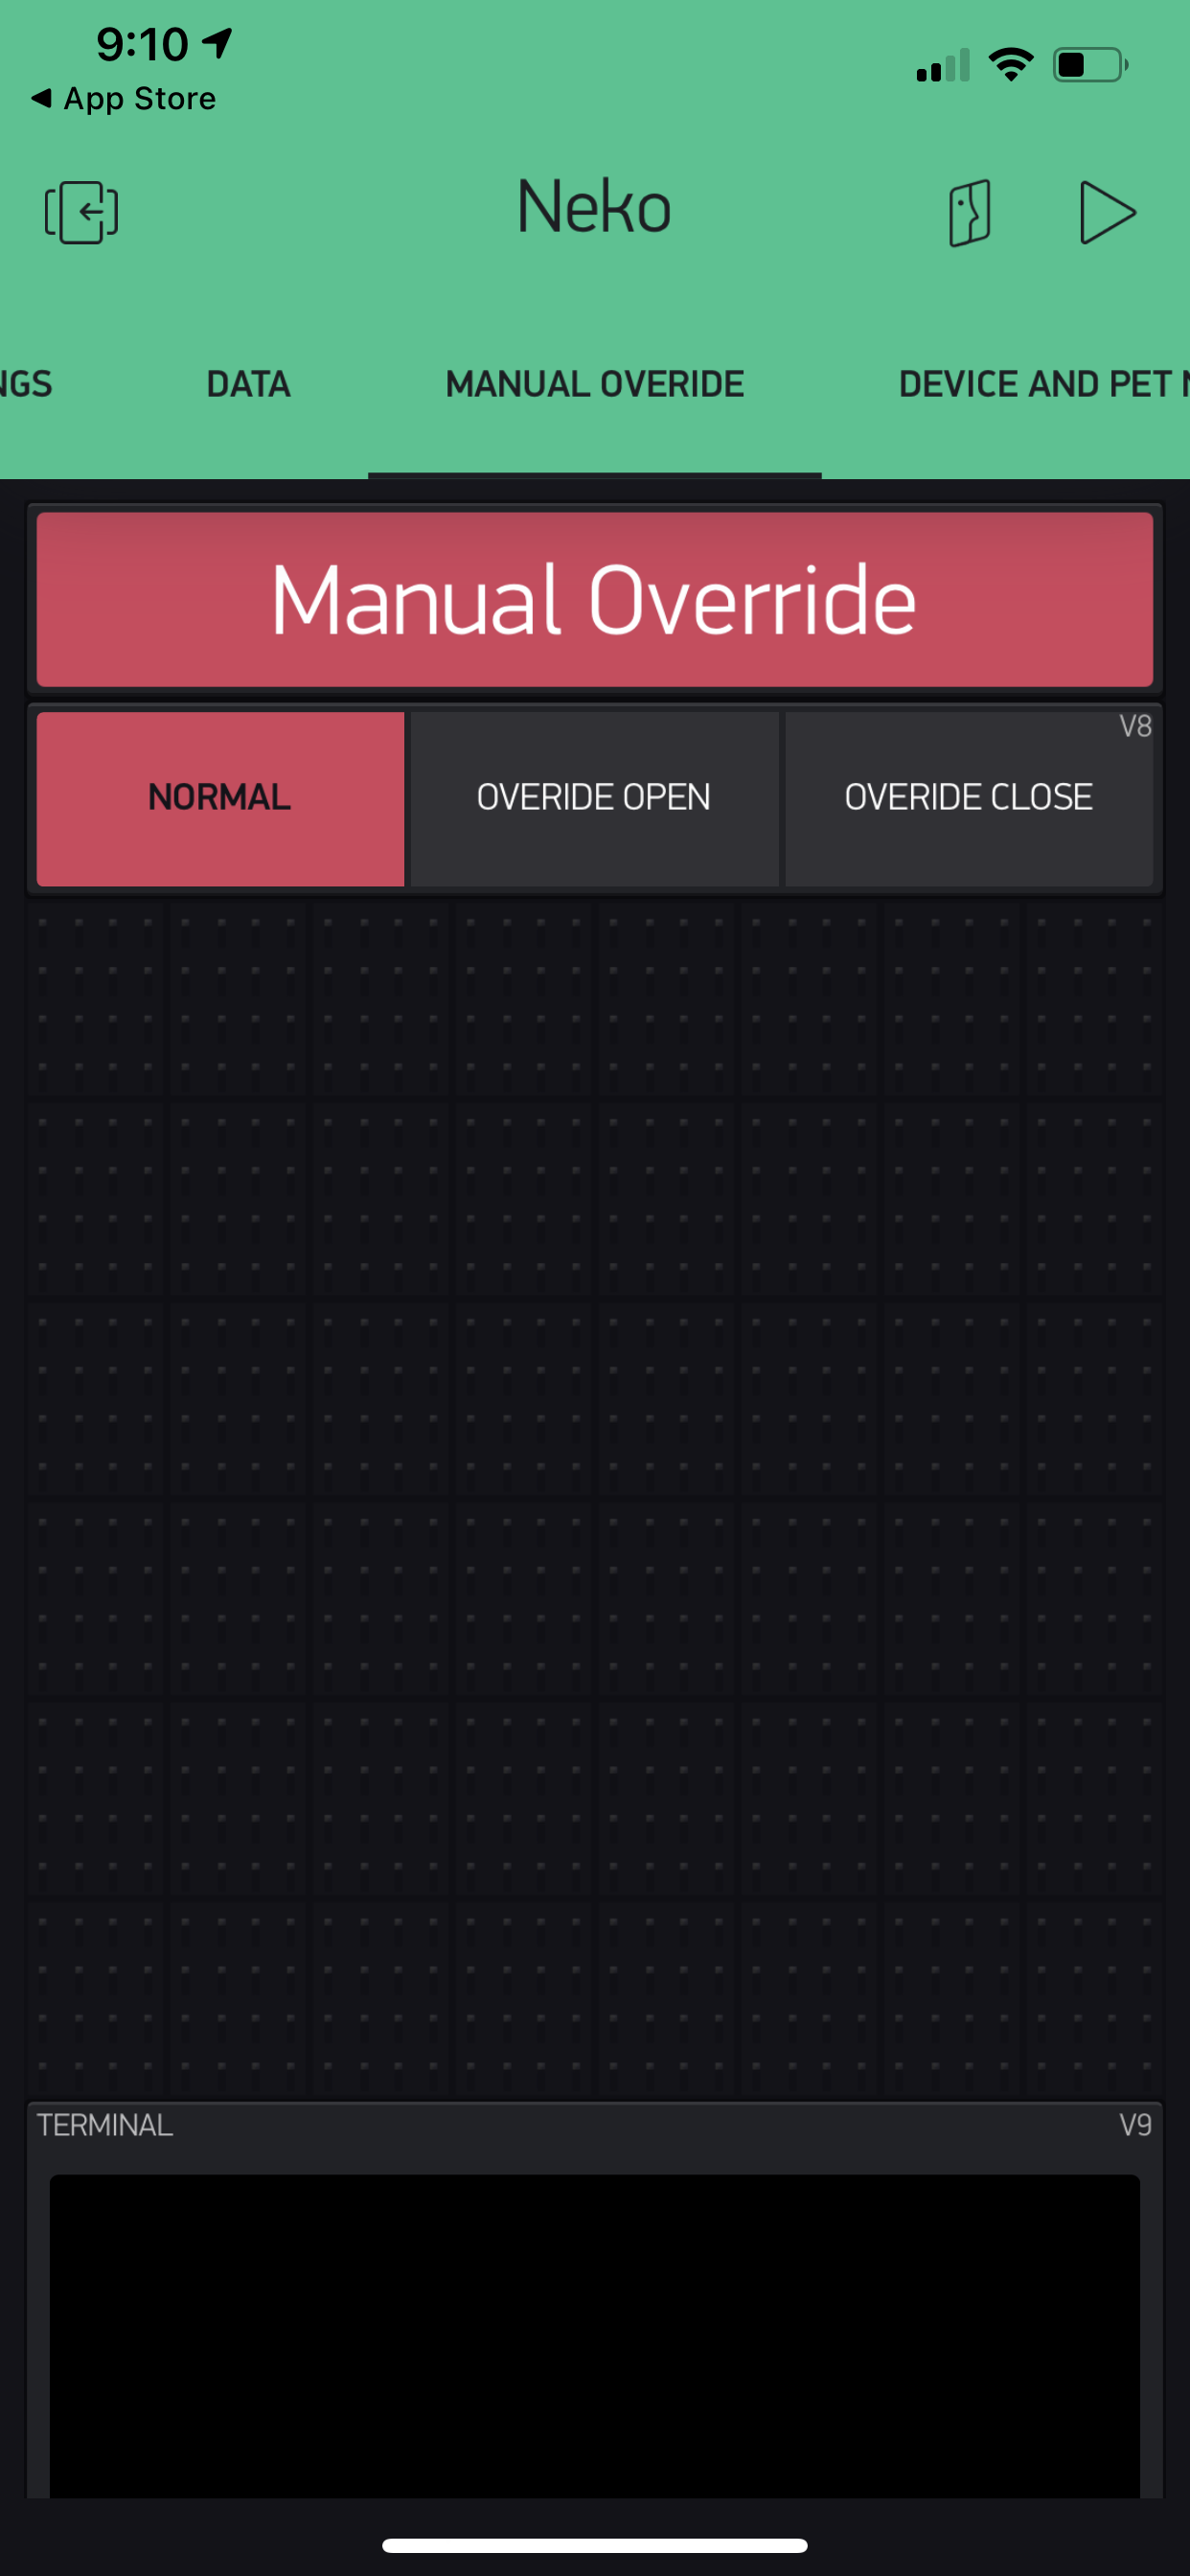 9:10
App Store
Neko
NGS DATA MANUAL OVERIDE DEVICE AND PET
Manual Override
V8
NORMAL OVERIDE OPEN OVERIDE CLOSE
TERMINAL V9